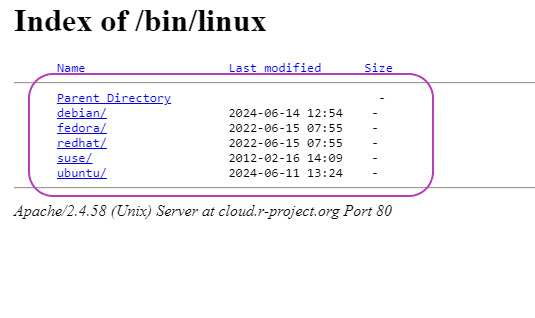 Index of /bin/linux
Name Last modified Size
Parent Directory -
debian/ 2024-06-14 12:54 -
fedora/ 2022-06-15 07:55 -
redhat/ 2022-06-15 07:55 -
suse/ 2012-02-16 14:09 -
ubuntu/ 2024-06-11 13:24 -
Apache/2.4.58 (Unix) Server at cloud.r-project.org Port 80